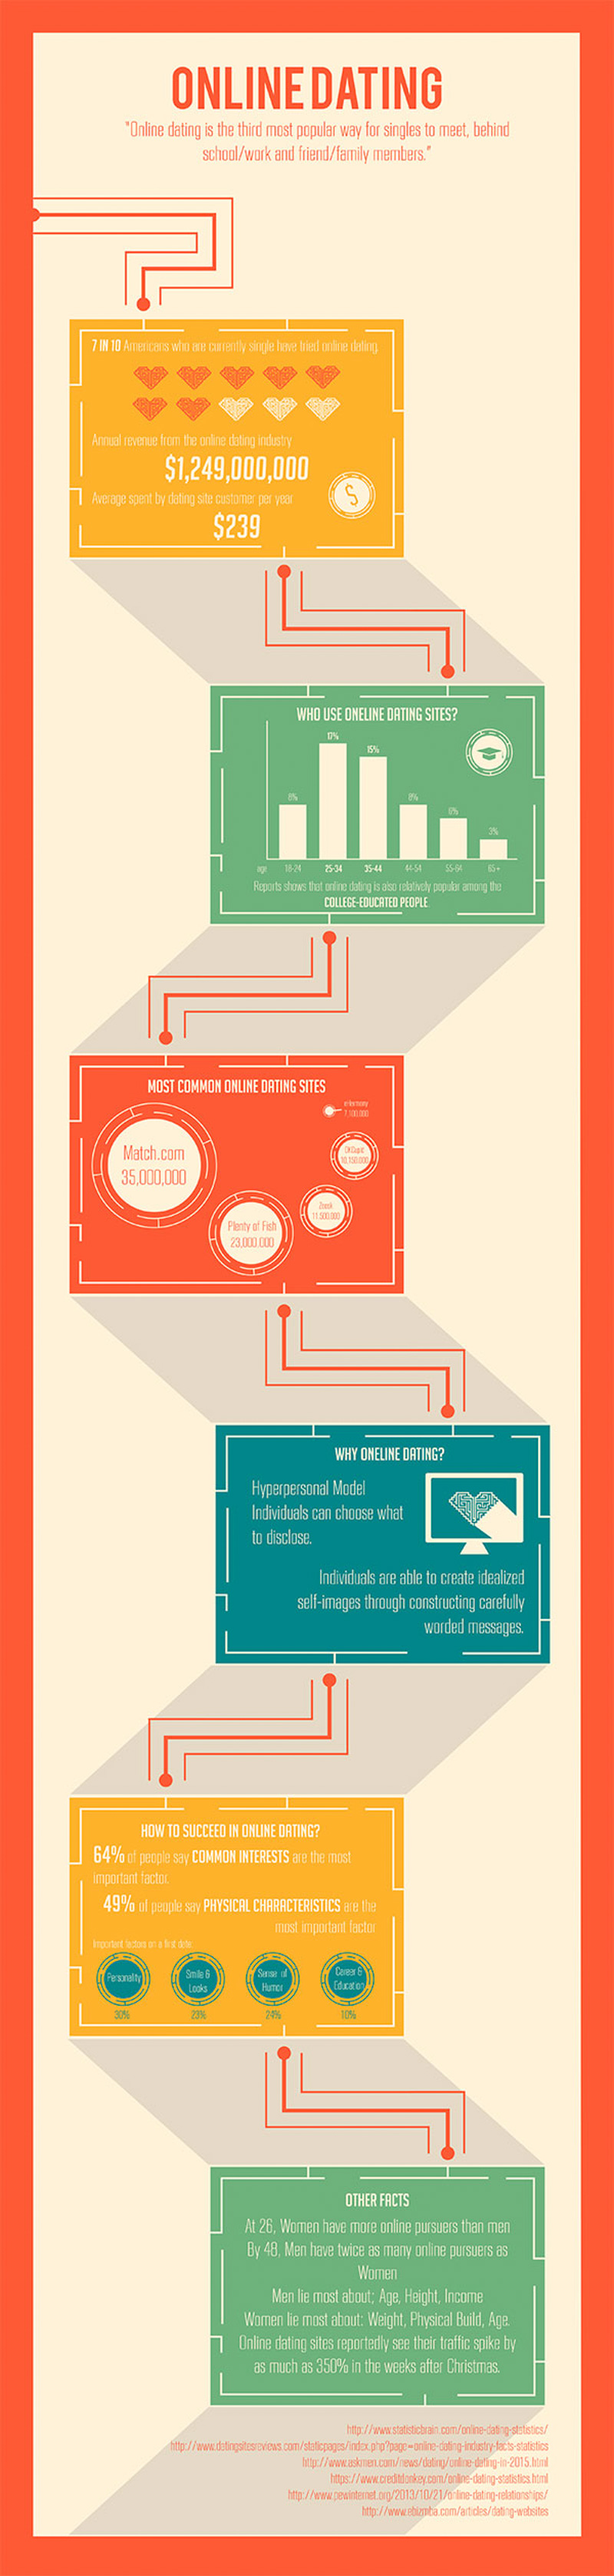 ONLINE DATING
"Online dating is the third most popular way for singles to meet, behind
school/work and friend/family members."
7 IN 10 Americans who are currently single have tried online dating
Annual revenue from the online dating industry
$1,249,000,000
Average spent by dating site customer per year
$239
WHO USE ONELINE DATING SITES?
17%
15%
8%
8%
6%
3%
age 18-24 25-34 35-44 44-54 55-64 65+
Reports shows that online dating is also relatively popular among the
COLLEGE-EDUCATED PEOPLE.
MOST COMMON ONLINE DATING SITES
eHarmony
7,100,000
Match.com
35,000,000
OKCupid
10,150,000
Zoosk
11,500,000
Plenty of Fish
23,000,000
WHY ONELINE DATING?
Hyperpersonal Model
Individuals can choose what
to disclose.
Individuals are able to create idealized
self-images through constructing carefully
worded messages.
HOW TO SUCCEED IN ONLINE DATING?
64% of people say COMMON INTERESTS are the most
important factor.
49% of people say PHYSICAL CHARACTERISTICS are the
most important factor
Important factors on a first date...
Personality
Smile &
Looks
Sense of
Humor
Career &
Education
30% 23% 24% 10%
OTHER FACTS
At 26, Women have more online pursuers than men
By 48, Men have twice as many online pursuers as
Women
Men lie most about; Age, Height, Income
Women lie most about: Weight, Physical Build, Age.
Online dating sites reportedly see their traffic spike by
as much as 350% in the weeks after Christmas.
http://www.statisticbrain.com/online-dating-statistics/
http://www.datingsitesreviews.com/staticpages/index.php?page=online-dating-industry-facts-statistics
http://www.askmen.com/news/dating/online-dating-in-2015.html
https://www.creditdonkey.com/online-dating-statistics.html
http://www.pewinternet.org/2013/10/21/online-dating-relationships/
http://www.ebizmba.com/articles/dating-websites